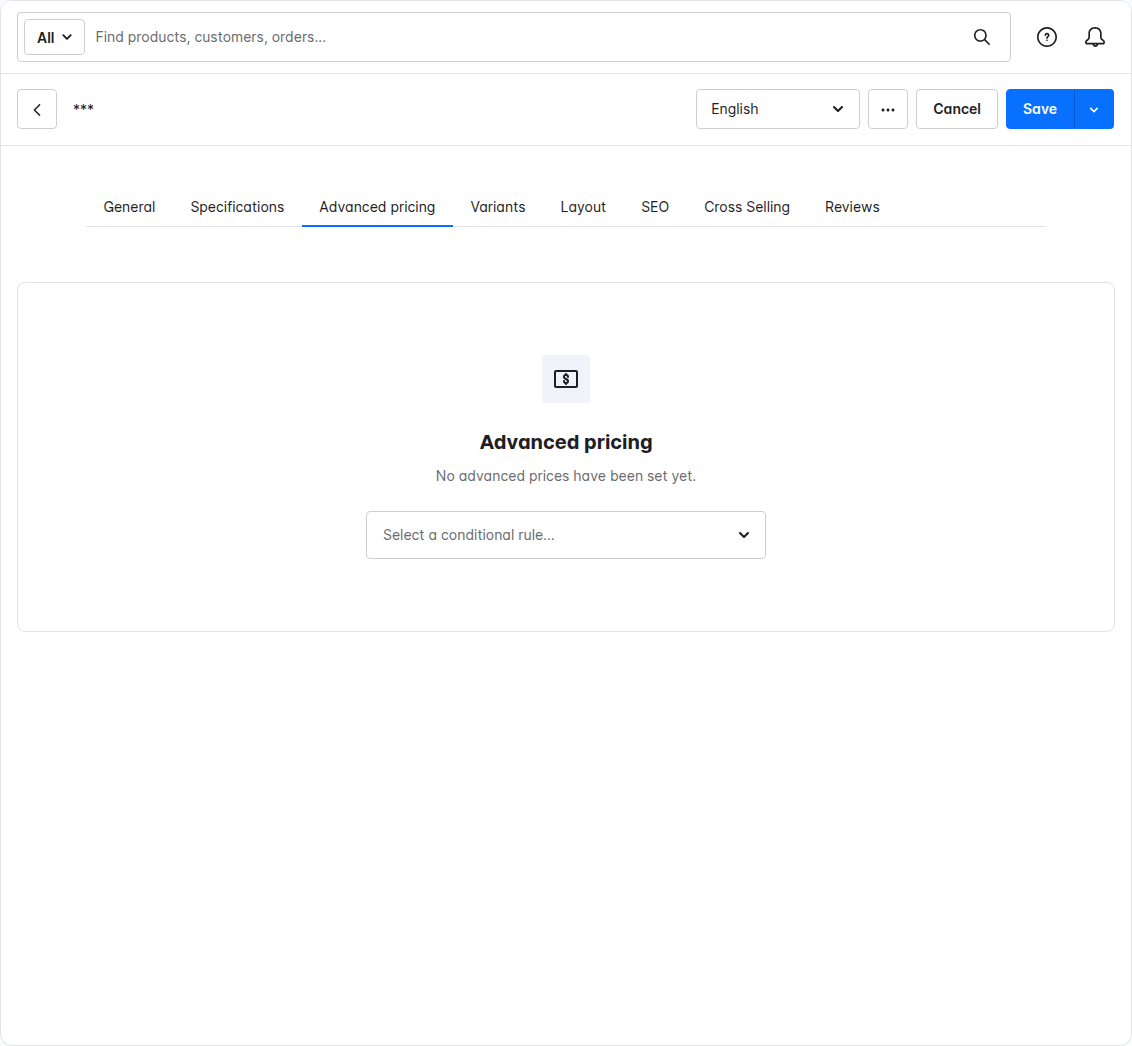 All
Find products, customers, orders...
***
English
Cancel
Save
General
Specifications
Advanced pricing
Variants
Layout
SEO
Cross Selling
Reviews
Advanced pricing
No advanced prices have been set yet.
Select a conditional rule...